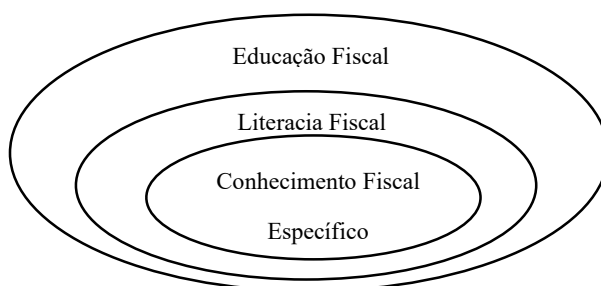 Educação Fiscal
Literacia Fiscal
Conhecimento Fiscal
Específico